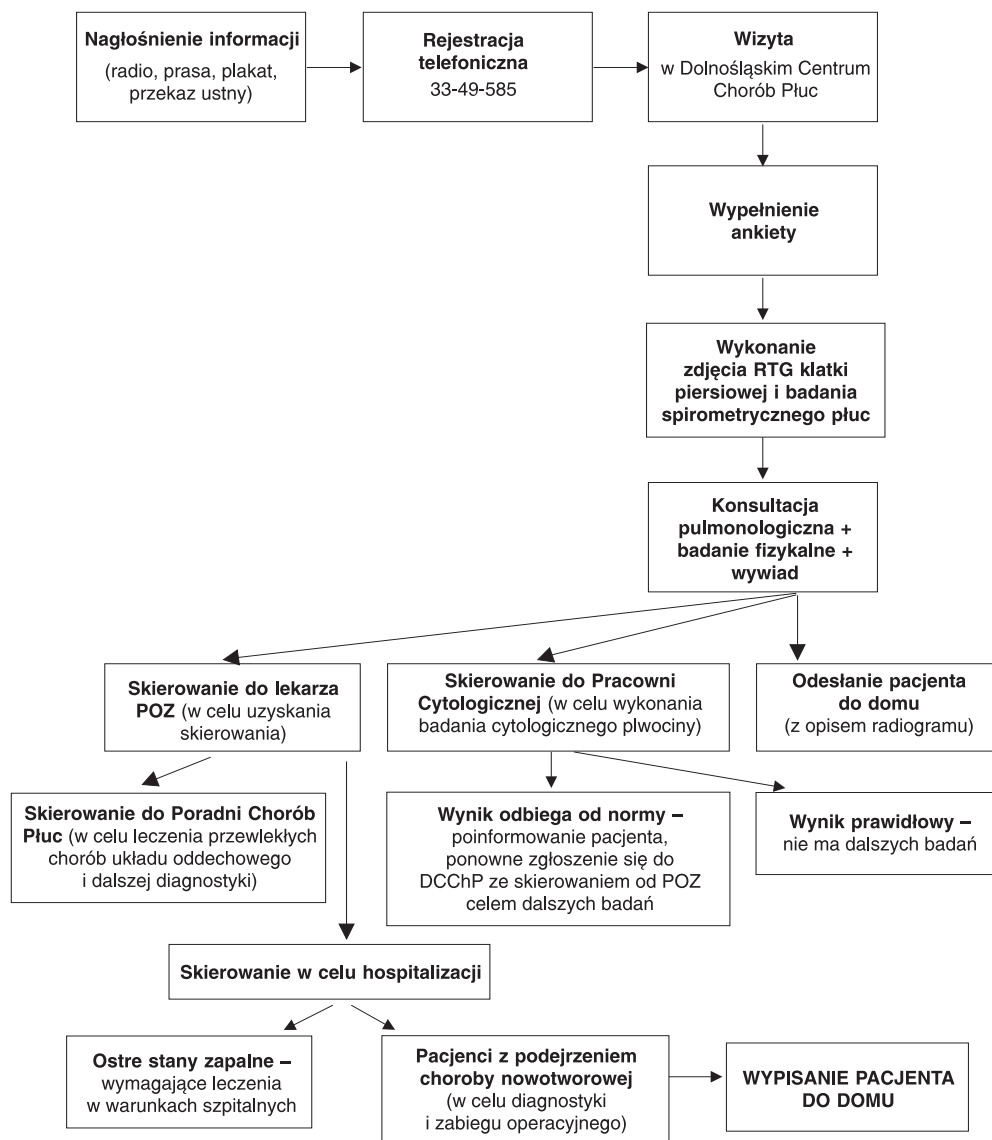 Nagłośnienie informacji
(radio, prasa, plakat,
przekaz ustny)
Rejestracja
telefoniczna
33-49-585
Wizyta
w Dolnośląskim Centrum
Chorób Płuc
Wypełnienie
ankiety
Wykonanie
zdjęcia RTG klatki
piersiowej i badania
spirometrycznego płuc
Konsultacja
pulmonologiczna +
badanie fizykalne +
wywiad
Skierowanie do lekarza
POZ (w celu uzyskania
skierowania)
Skierowanie do Pracowni
Cytologicznej (w celu wykonania
badania cytologicznego plwociny)
Odesłanie pacjenta
do domu
(z opisem radiogramu)
Skierowanie do Poradni Chorób
Płuc (w celu leczenia przewlekłych
chorób układu oddechowego
i dalszej diagnostyki)
Wynik odbiega od normy –
poinformowanie pacjenta,
ponowne zgłoszenie się do
DCChP ze skierowaniem od POZ
celem dalszych badań
Wynik prawidłowy –
nie ma dalszych badań
Skierowanie w celu hospitalizacji
Ostre stany zapalne –
wymagające leczenia
w warunkach szpitalnych
Pacjenci z podejrzeniem
choroby nowotworowej
(w celu diagnostyki
i zabiegu operacyjnego)
WYPISANIE PACJENTA
DO DOMU